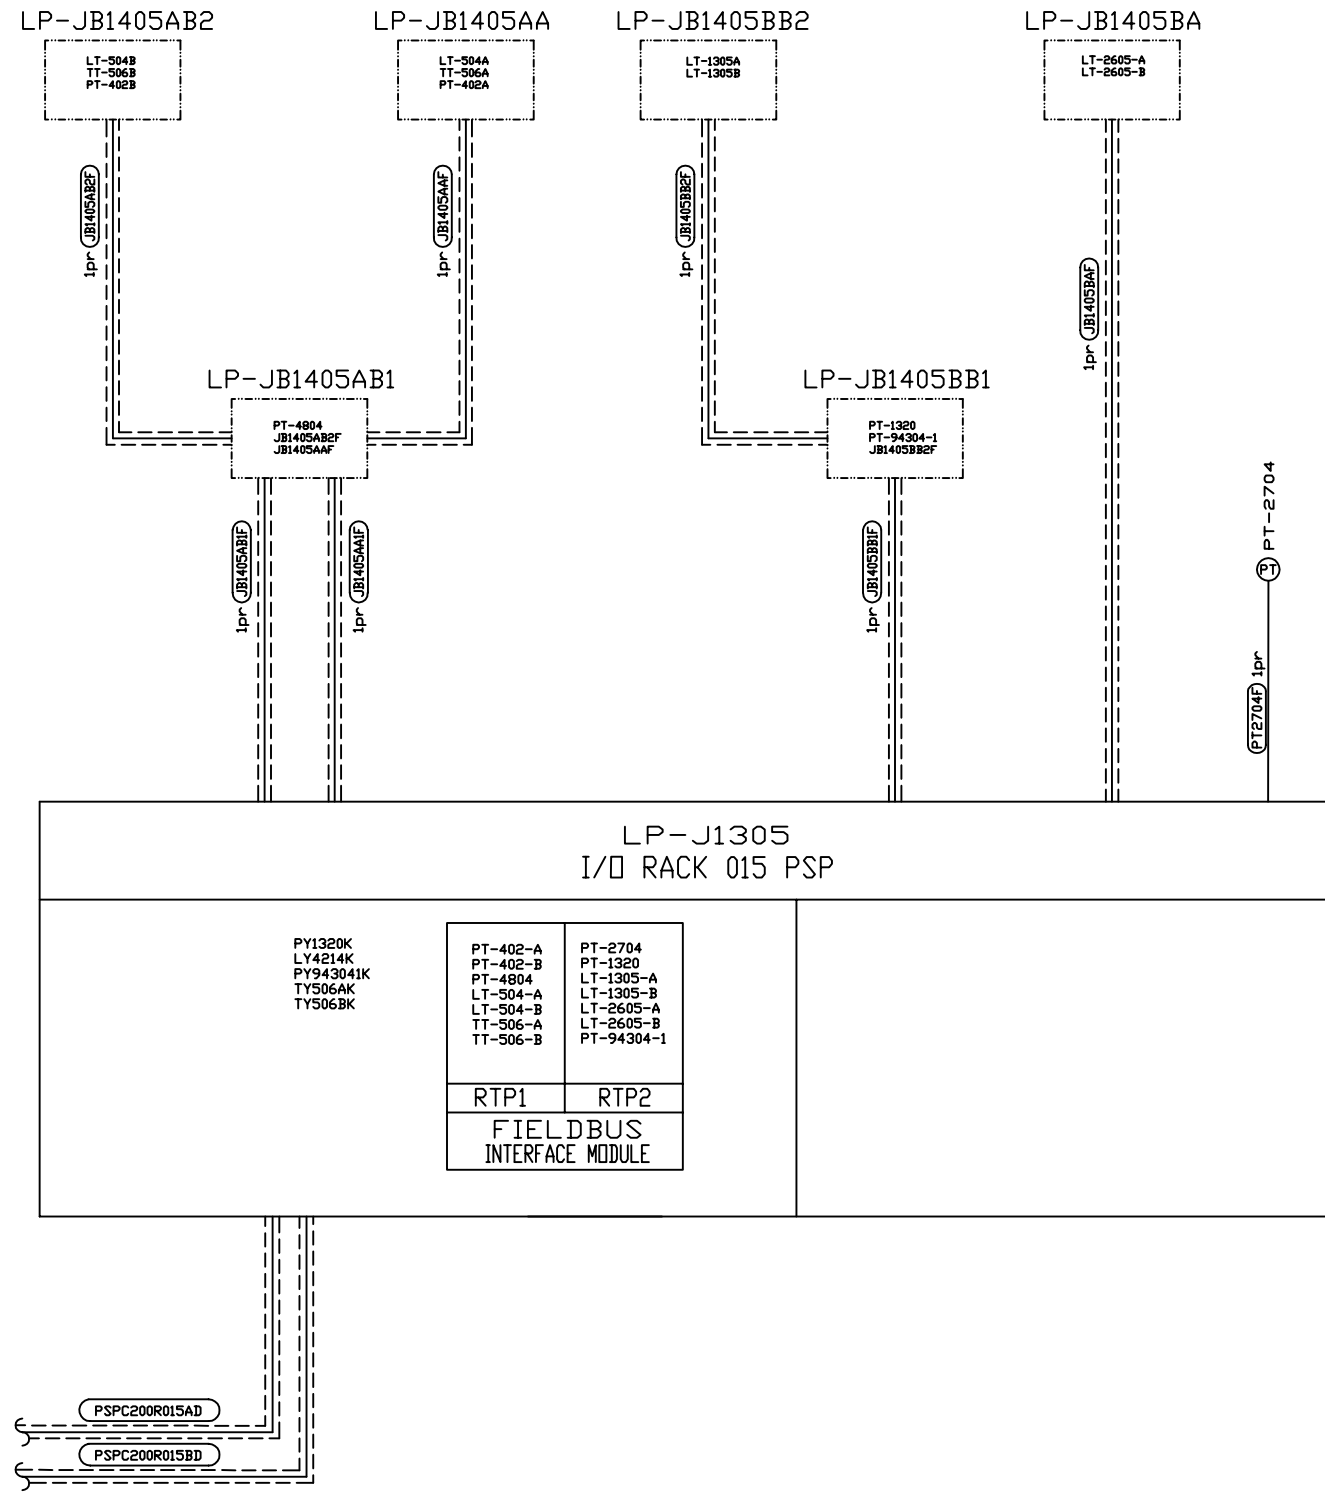 LP-JB1405AB2
LT-504B
TT-506B
PT-402B
LP-JB1405AA
LT-504A
TT-506A
PT-402A
LP-JB1405BB2
LT-1305A
LT-1305B
LP-JB1405BA
LT-2605-A
LT-2605-B
1pr JB1405AB2F
1pr JB1405AAF
1pr JB1405BB2F
1pr JB1405BAF
LP-JB1405AB1
PT-4804
JB1405AB2F
JB1405AAF
LP-JB1405BB1
PT-1320
PT-94304-1
JB1405BB2F
1pr JB1405AB1F
1pr JB1405AA1F
1pr JB1405BB1F
PT PT-2704
PT2704F 1pr
LP-J1305
I/O RACK 015 PSP
PY1320K
LY4214K
PY943041K
TY506AK
TY506BK
PT-402-A
PT-402-B
PT-4804
LT-504-A
LT-504-B
TT-506-A
TT-506-B
PT-2704
PT-1320
LT-1305-A
LT-1305-B
LT-2605-A
LT-2605-B
PT-94304-1
RTP1
RTP2
FIELDBUS
INTERFACE MODULE
PSPC200R015AD
PSPC200R015BD